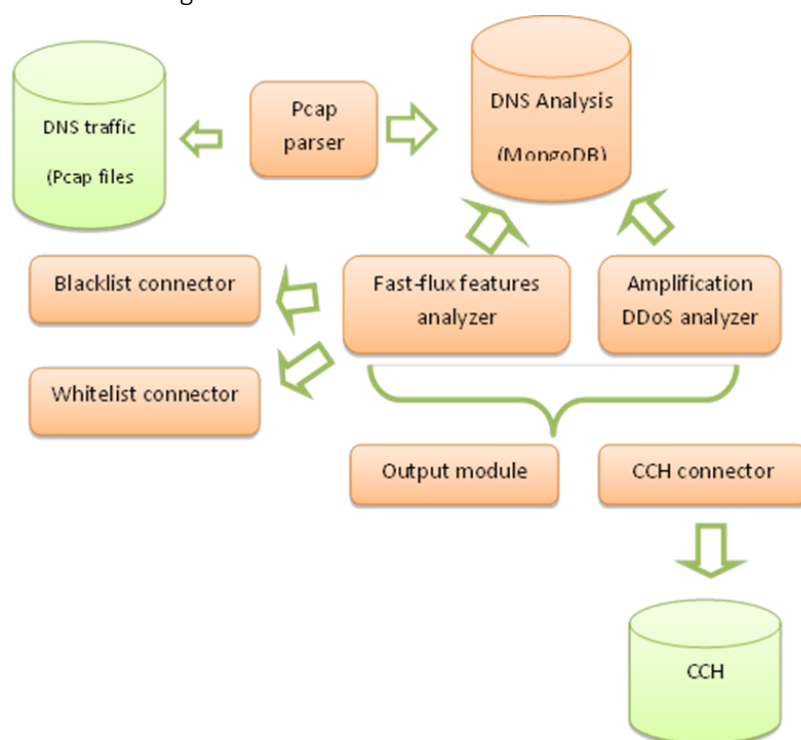 DNS traffic
(Pcap files
Pcap
parser
DNS Analysis
(MongoDB)
Blacklist connector
Fast-flux features
analyzer
Amplification
DDoS analyzer
Whitelist connector
Output module
CCH connector
CCH